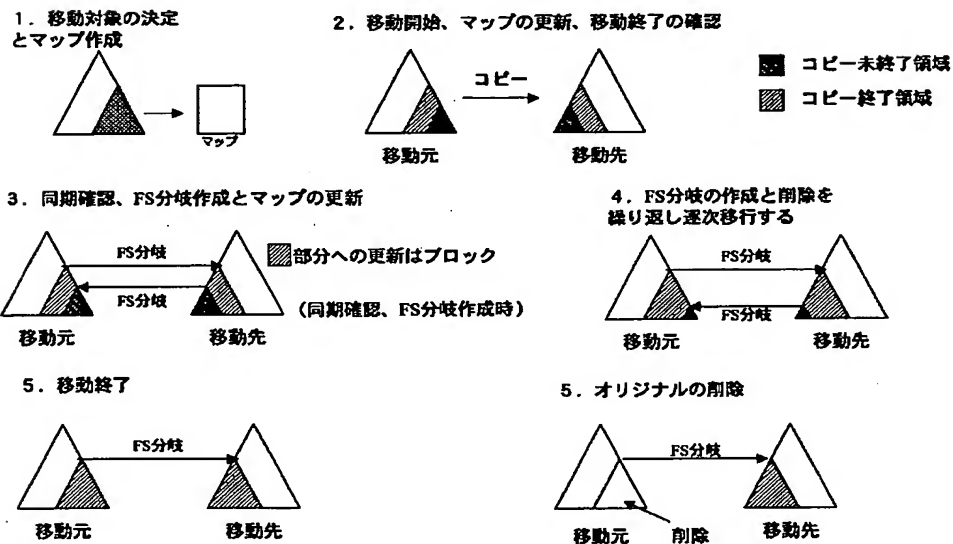 1．移動対象の決定
とマップ作成
マップ
2．移動開始、マップの更新、移動終了の確認
コピー
移動元
移動先
コピー未終了領域
コピー終了領域
3．同期確認、FS分岐作成とマップの更新
FS分岐
FS分岐
部分への更新はブロック
（同期確認、FS分岐作成時）
移動元
移動先
4．FS分岐の作成と削除を
繰り返し逐次移行する
FS分岐
FS分岐
移動元
移動先
5．移動終了
FS分岐
移動元
移動先
5．オリジナルの削除
FS分岐
移動元
削除
移動先